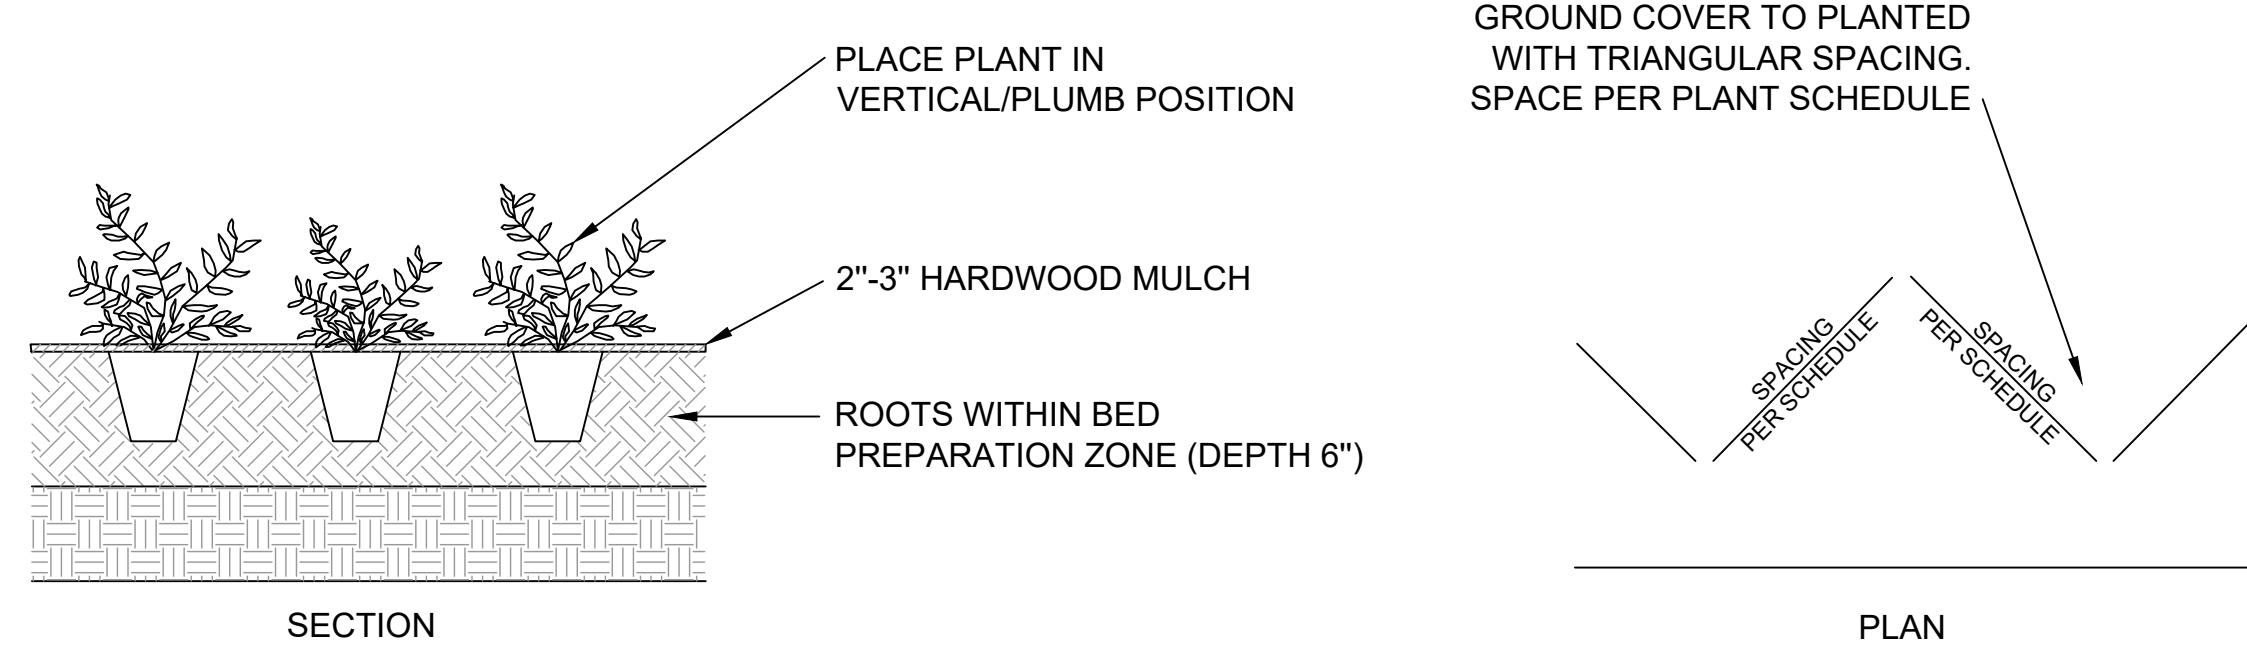 PLACE PLANT IN
VERTICAL/PLUMB POSITION
2"-3" HARDWOOD MULCH
ROOTS WITHIN BED
PREPARATION ZONE (DEPTH 6")
SECTION
GROUND COVER TO PLANTED
WITH TRIANGULAR SPACING.
SPACE PER PLANT SCHEDULE
SPACING
PER SCHEDULE
SPACING
PER SCHEDULE
PLAN